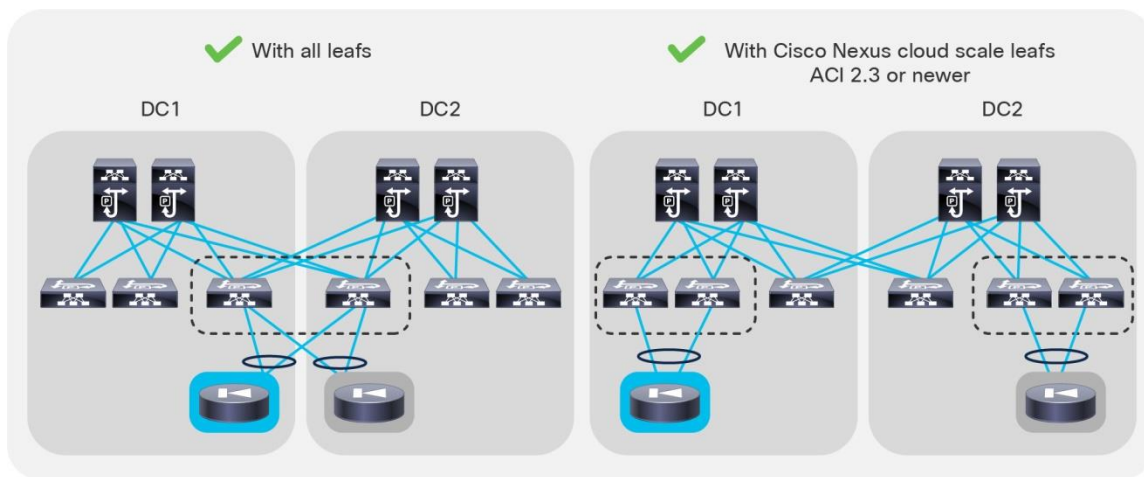 With all leafs
With Cisco Nexus cloud scale leafs
ACI 2.3 or newer
DC1
DC2
DC1
DC2
P
P
P
P
P
P
P
P